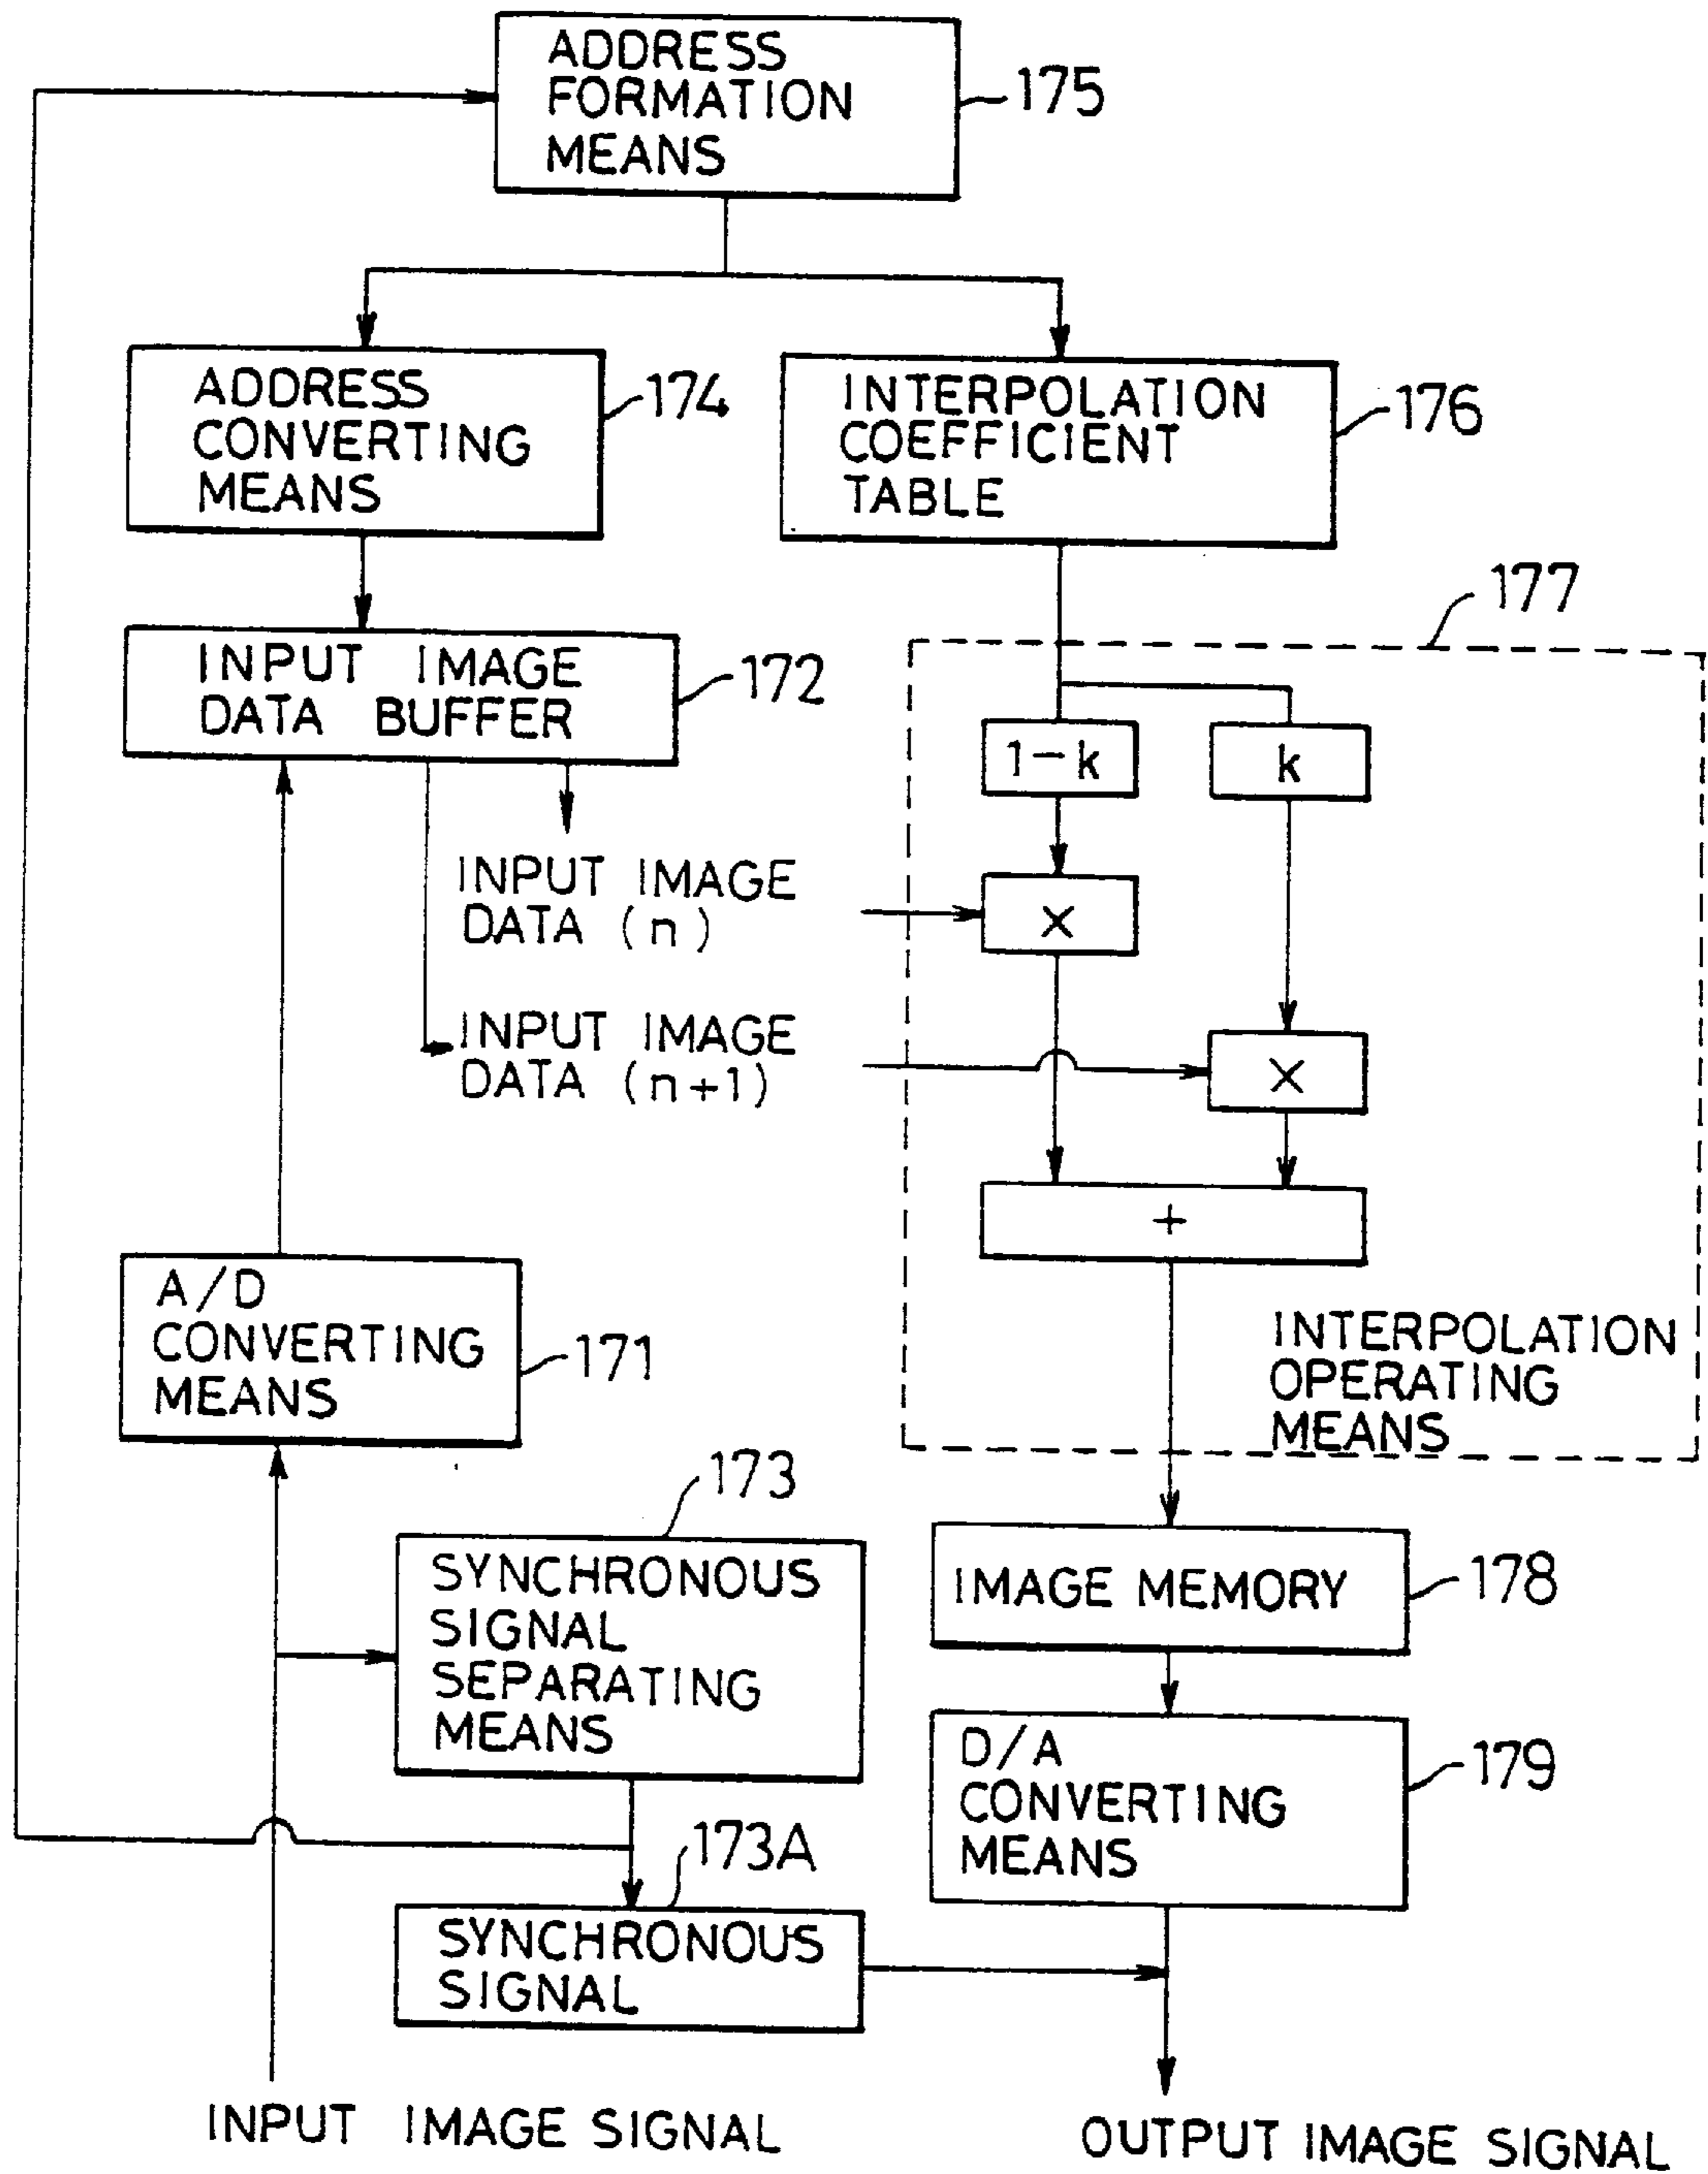 ADDRESS
FORMATION
MEANS
175
ADDRESS
CONVERTING
MEANS
174
INTERPOLATION
COEFFICIENT
TABLE
176
177
INPUT IMAGE
DATA BUFFER
172
1-k
k
INPUT IMAGE
DATA (n)
×
INPUT IMAGE
DATA (n+1)
×
+
A/D
CONVERTING
MEANS
171
INTERPOLATION
OPERATING
MEANS
173
SYNCHRONOUS
SIGNAL
SEPARATING
MEANS
IMAGE MEMORY
178
D/A
CONVERTING
MEANS
179
173A
SYNCHRONOUS
SIGNAL
INPUT IMAGE SIGNAL
OUTPUT IMAGE SIGNAL